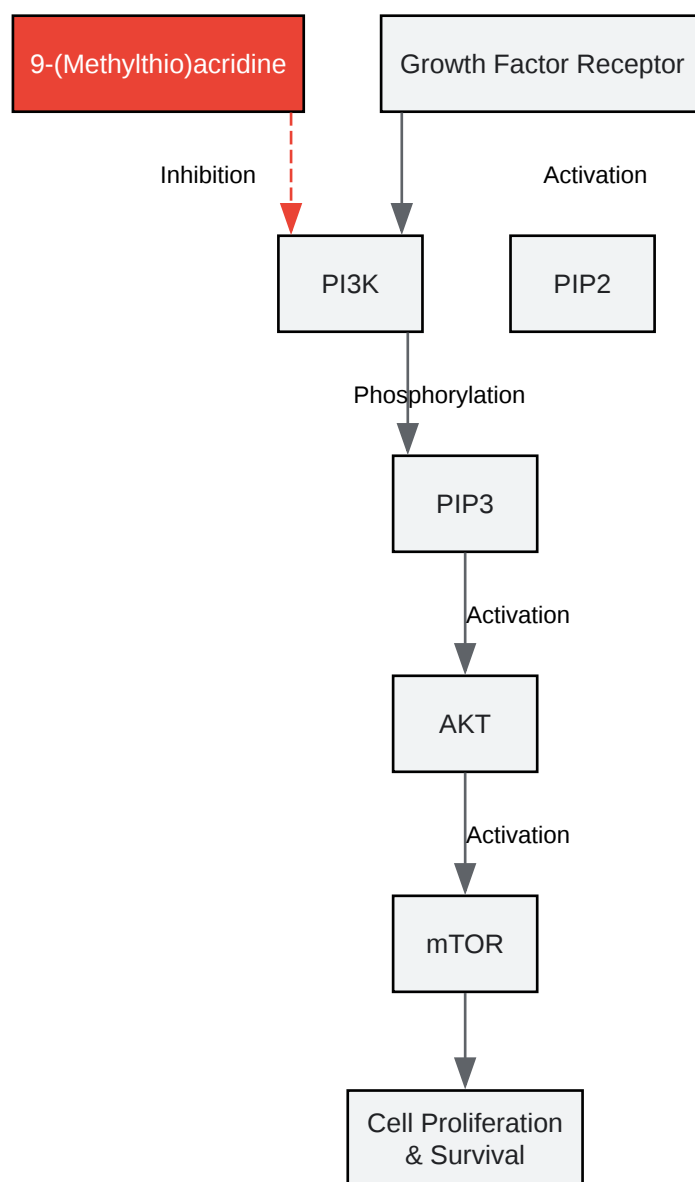 9-(Methylthio)acridine
Growth Factor Receptor
Inhibition
Activation
PI3K
PIP2
Phosphorylation
PIP3
Activation
AKT
Activation
mTOR
Cell Proliferation
& Survival